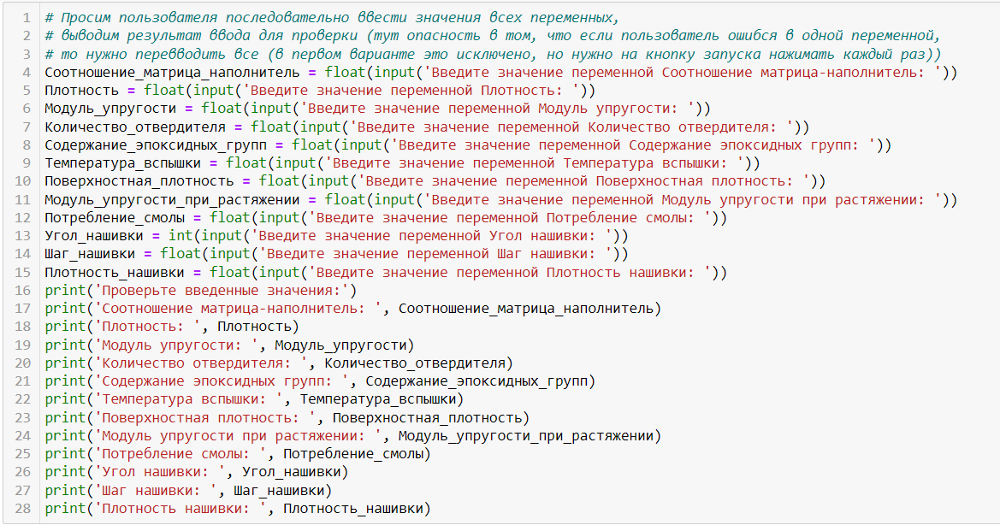 1 # Просим пользователя последовательно ввести значения всех переменных,
2 # выводим результат ввода для проверки (тут опасность в том, что если пользователь ошибся в одной переменной,
3 # то нужно перевводить все (в первом варианте это исключено, но нужно на кнопку запуска нажимать каждый раз))
4 Соотношение_матрица_наполнитель = float(input('Введите значение переменной Соотношение матрица-наполнитель: '))
5 Плотность = float(input('Введите значение переменной Плотность: '))
6 Модуль_упругости = float(input('Введите значение переменной Модуль упругости: '))
7 Количество_отвердителя = float(input('Введите значение переменной Количество отвердителя: '))
8 Содержание_эпоксидных_групп = float(input('Введите значение переменной Содержание эпоксидных групп: '))
9 Температура_вспышки = float(input('Введите значение переменной Температура вспышки: '))
10 Поверхностная_плотность = float(input('Введите значение переменной Поверхностная плотность: '))
11 Модуль_упругости_при_растяжении = float(input('Введите значение переменной Модуль упругости при растяжении: '))
12 Потребление_смолы = float(input('Введите значение переменной Потребление смолы: '))
13 Угол_нашивки = int(input('Введите значение переменной Угол нашивки: '))
14 Шаг_нашивки = float(input('Введите значение переменной Шаг нашивки: '))
15 Плотность_нашивки = float(input('Введите значение переменной Плотность нашивки: '))
16 print('Проверьте введенные значения:')
17 print('Соотношение матрица-наполнитель: ', Соотношение_матрица_наполнитель)
18 print('Плотность: ', Плотность)
19 print('Модуль упругости: ', Модуль_упругости)
20 print('Количество отвердителя: ', Количество_отвердителя)
21 print('Содержание эпоксидных групп: ', Содержание_эпоксидных_групп)
22 print('Температура вспышки: ', Температура_вспышки)
23 print('Поверхностная плотность: ', Поверхностная_плотность)
24 print('Модуль упругости при растяжении: ', Модуль_упругости_при_растяжении)
25 print('Потребление смолы: ', Потребление_смолы)
26 print('Угол нашивки: ', Угол_нашивки)
27 print('Шаг нашивки: ', Шаг_нашивки)
28 print('Плотность нашивки: ', Плотность_нашивки)